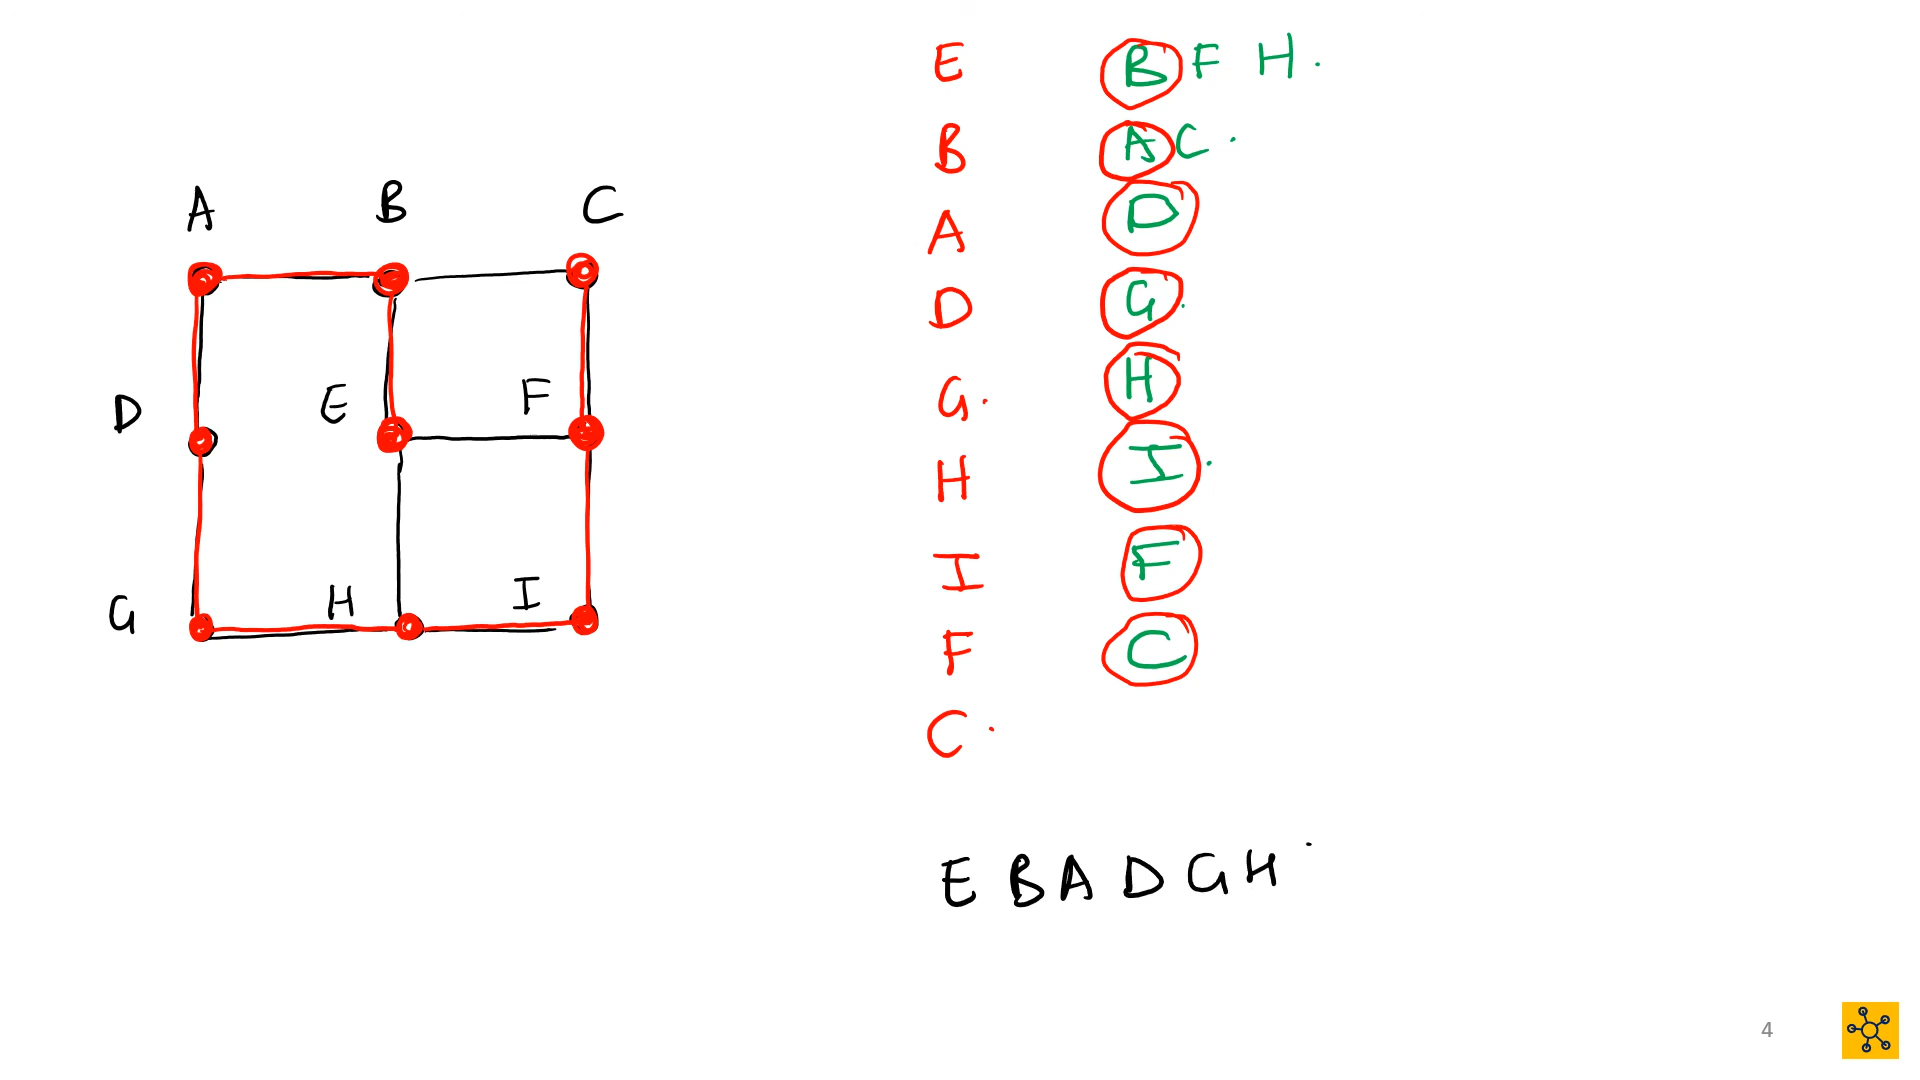 A B C
D E F
G H I
E B F H.
B A C.
A D
D G.
G. H
H I.
I F
F C
C.
E B A D G H
4